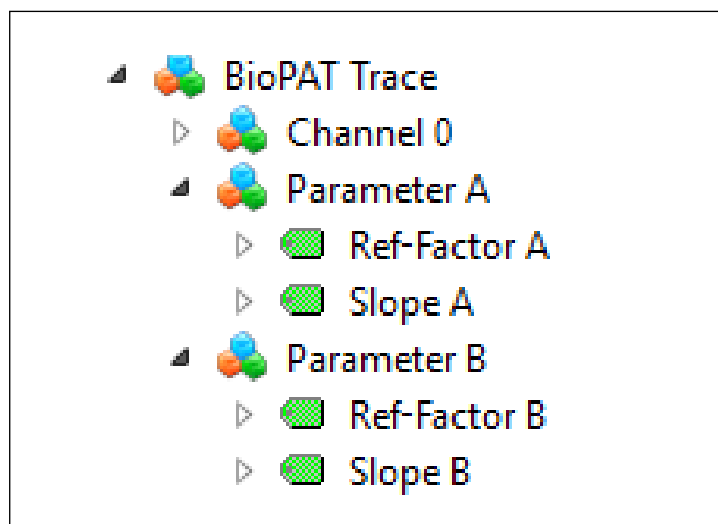 BioPAT Trace
Channel 0
Parameter A
Ref-Factor A
Slope A
Parameter B
Ref-Factor B
Slope B